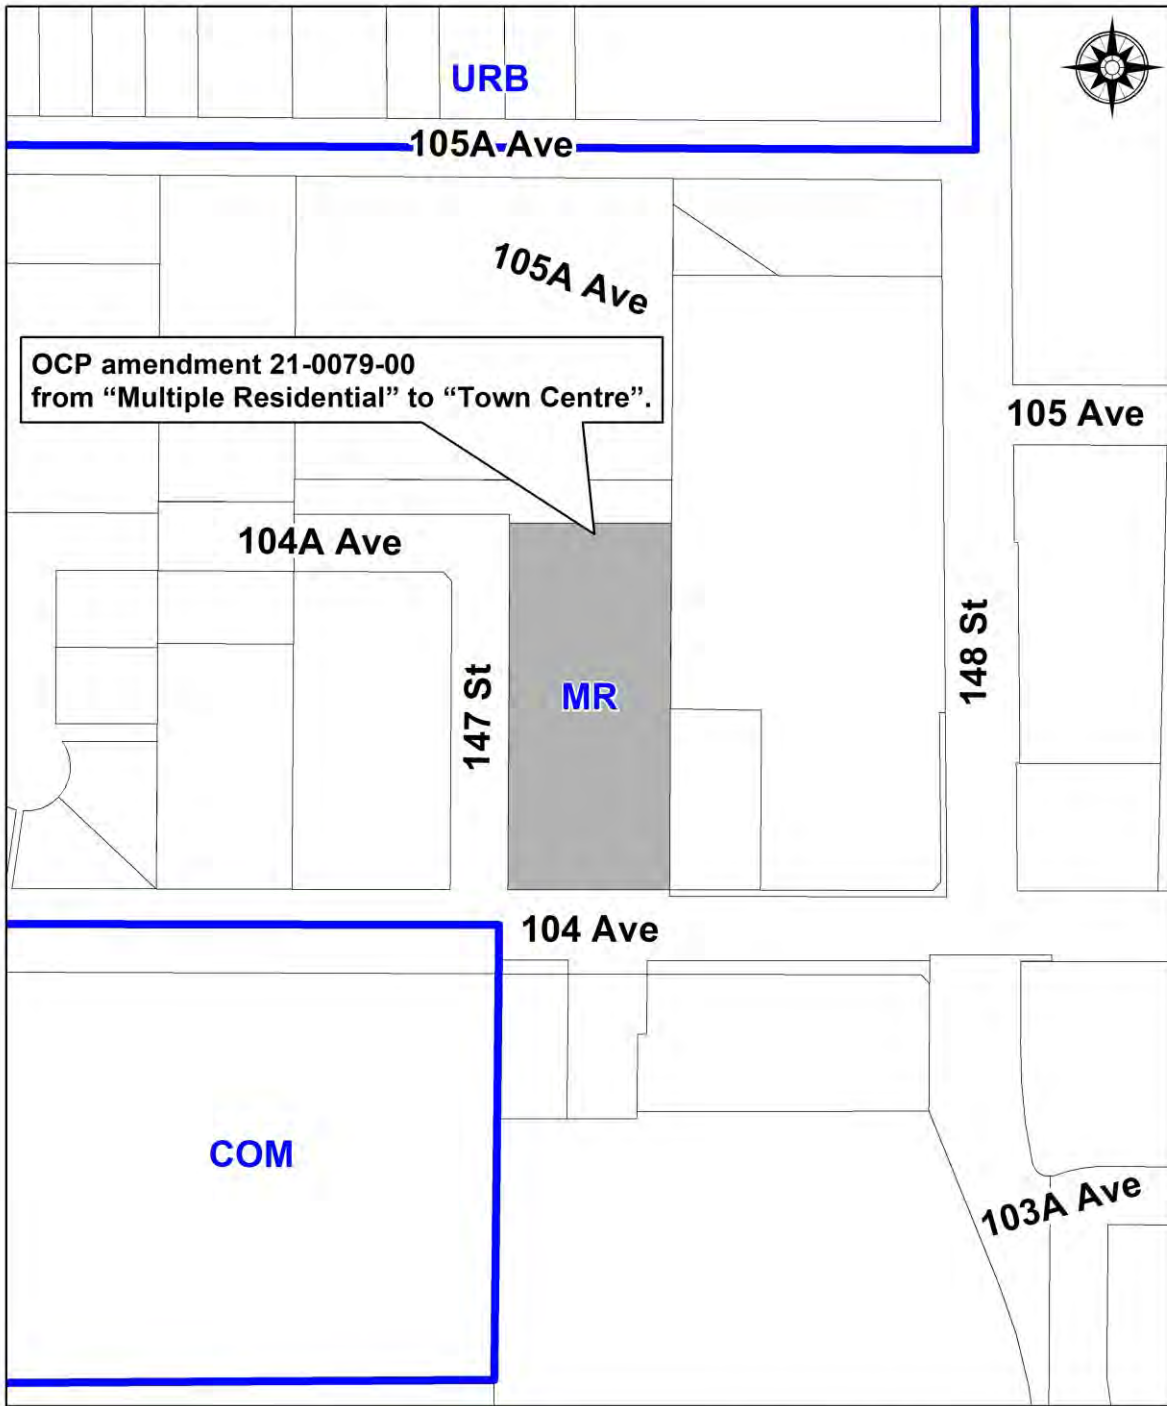 URB
105A Ave
105A Ave
OCP amendment 21-0079-00
from “Multiple Residential” to “Town Centre”.
105 Ave
104A Ave
147 St
MR
148 St
104 Ave
COM
103A Ave